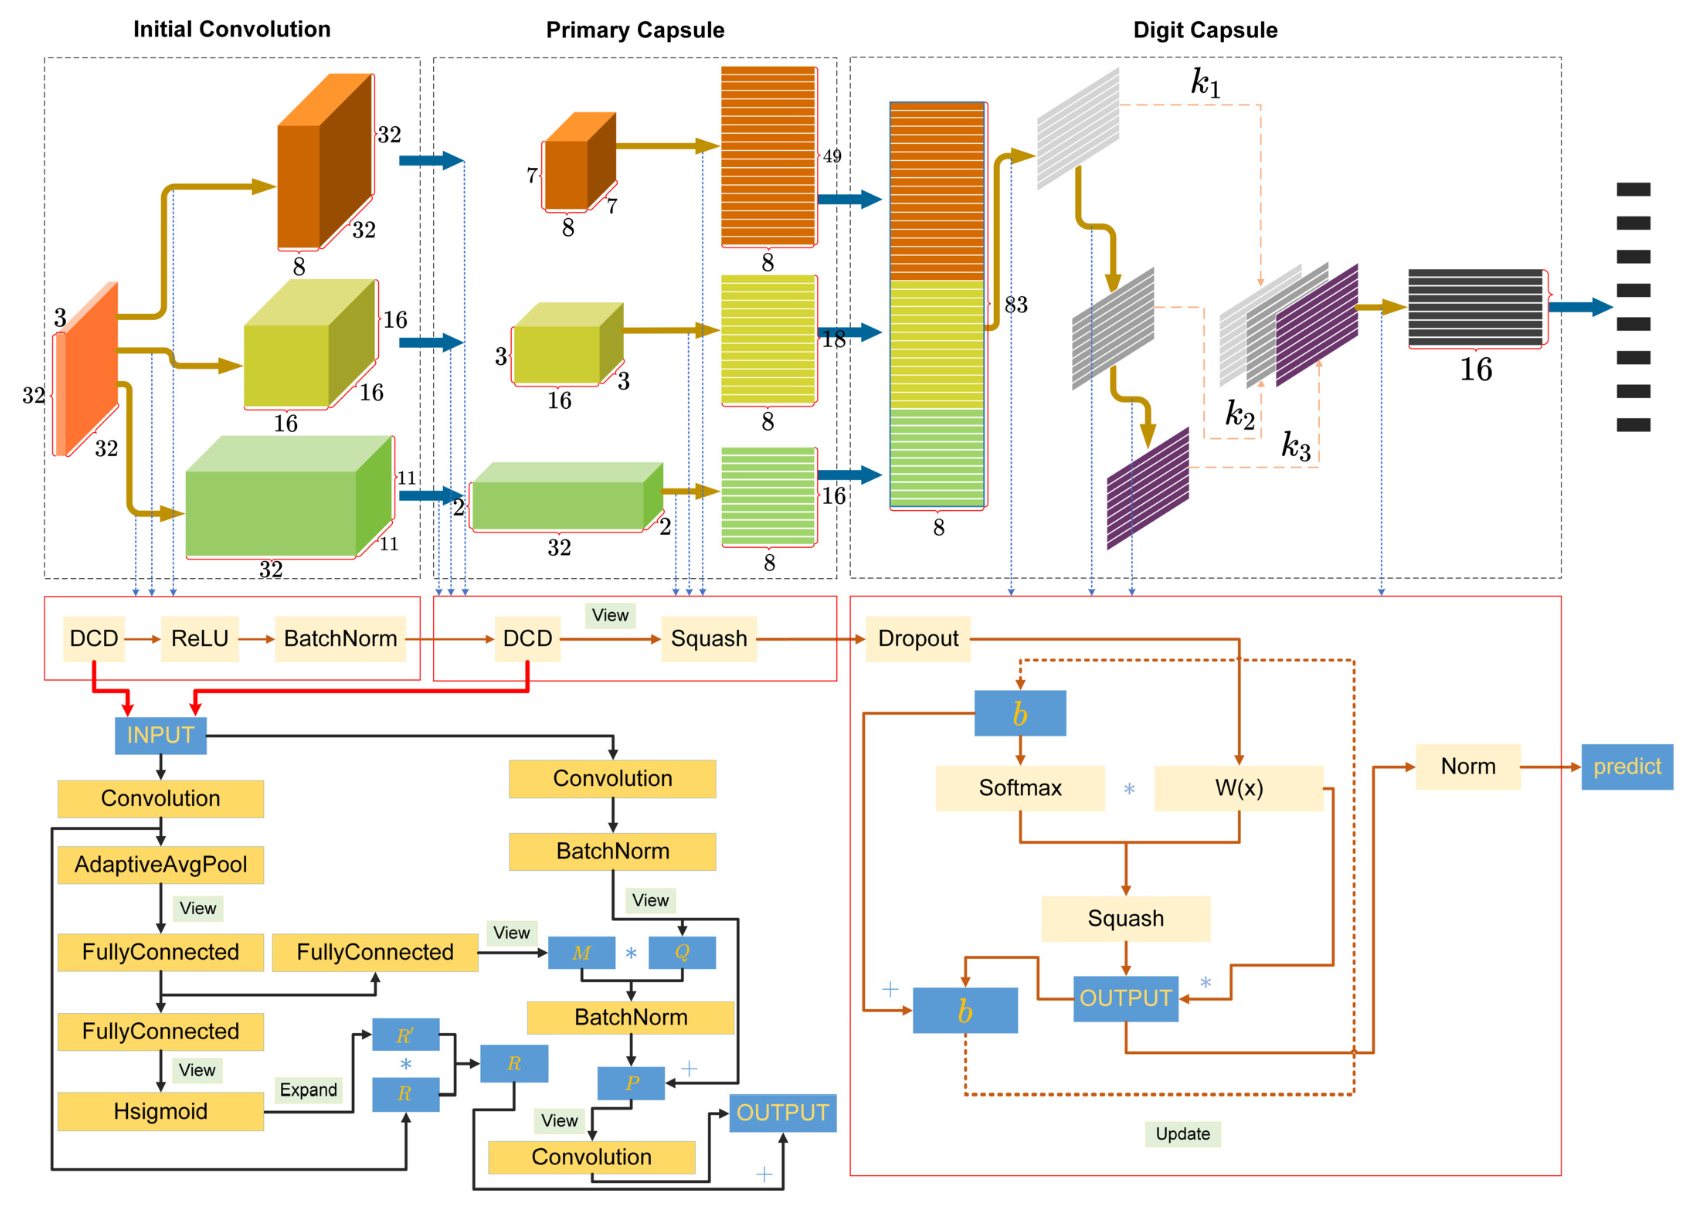 Initial Convolution
Primary Capsule
Digit Capsule
3
32
32
32
32
8
16
16
16
11
11
32
7
7
8
49
8
3
3
16
18
8
2
2
32
16
8
83
8
k1
k2
k3
16
DCD
ReLU
BatchNorm
DCD
View
Squash
Dropout
INPUT
Convolution
AdaptiveAvgPool
View
FullyConnected
FullyConnected
View
Hsigmoid
Expand
FullyConnected
View
R′
*
R
R
Convolution
BatchNorm
View
M
*
Q
BatchNorm
P
+
View
Convolution
OUTPUT
+
b
Softmax
*
W(x)
Squash
OUTPUT
*
+
b
Update
Norm
predict